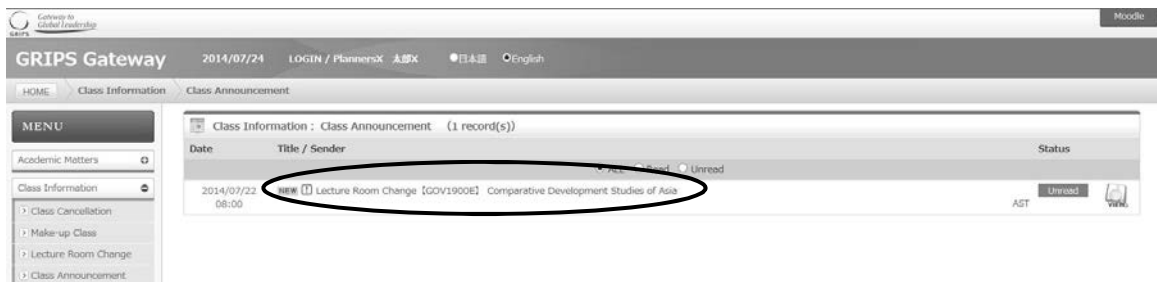 Gateway to
Global Leadership
GRIPS
Moodle
GRIPS Gateway 2014/07/24 LOGIN / PlannersX 太郎X 日本語 English
HOME Class Information Class Announcement
MENU
Class Information : Class Announcement (1 record(s))
Date Title / Sender Status
Academic Matters
ALL Read Unread
Class Information
2014/07/22 NEW Lecture Room Change【GOV1900E】 Comparative Development Studies of Asia Unread
08:00 AST VIEW
Class Cancellation
Make-up Class
Lecture Room Change
Class Announcement